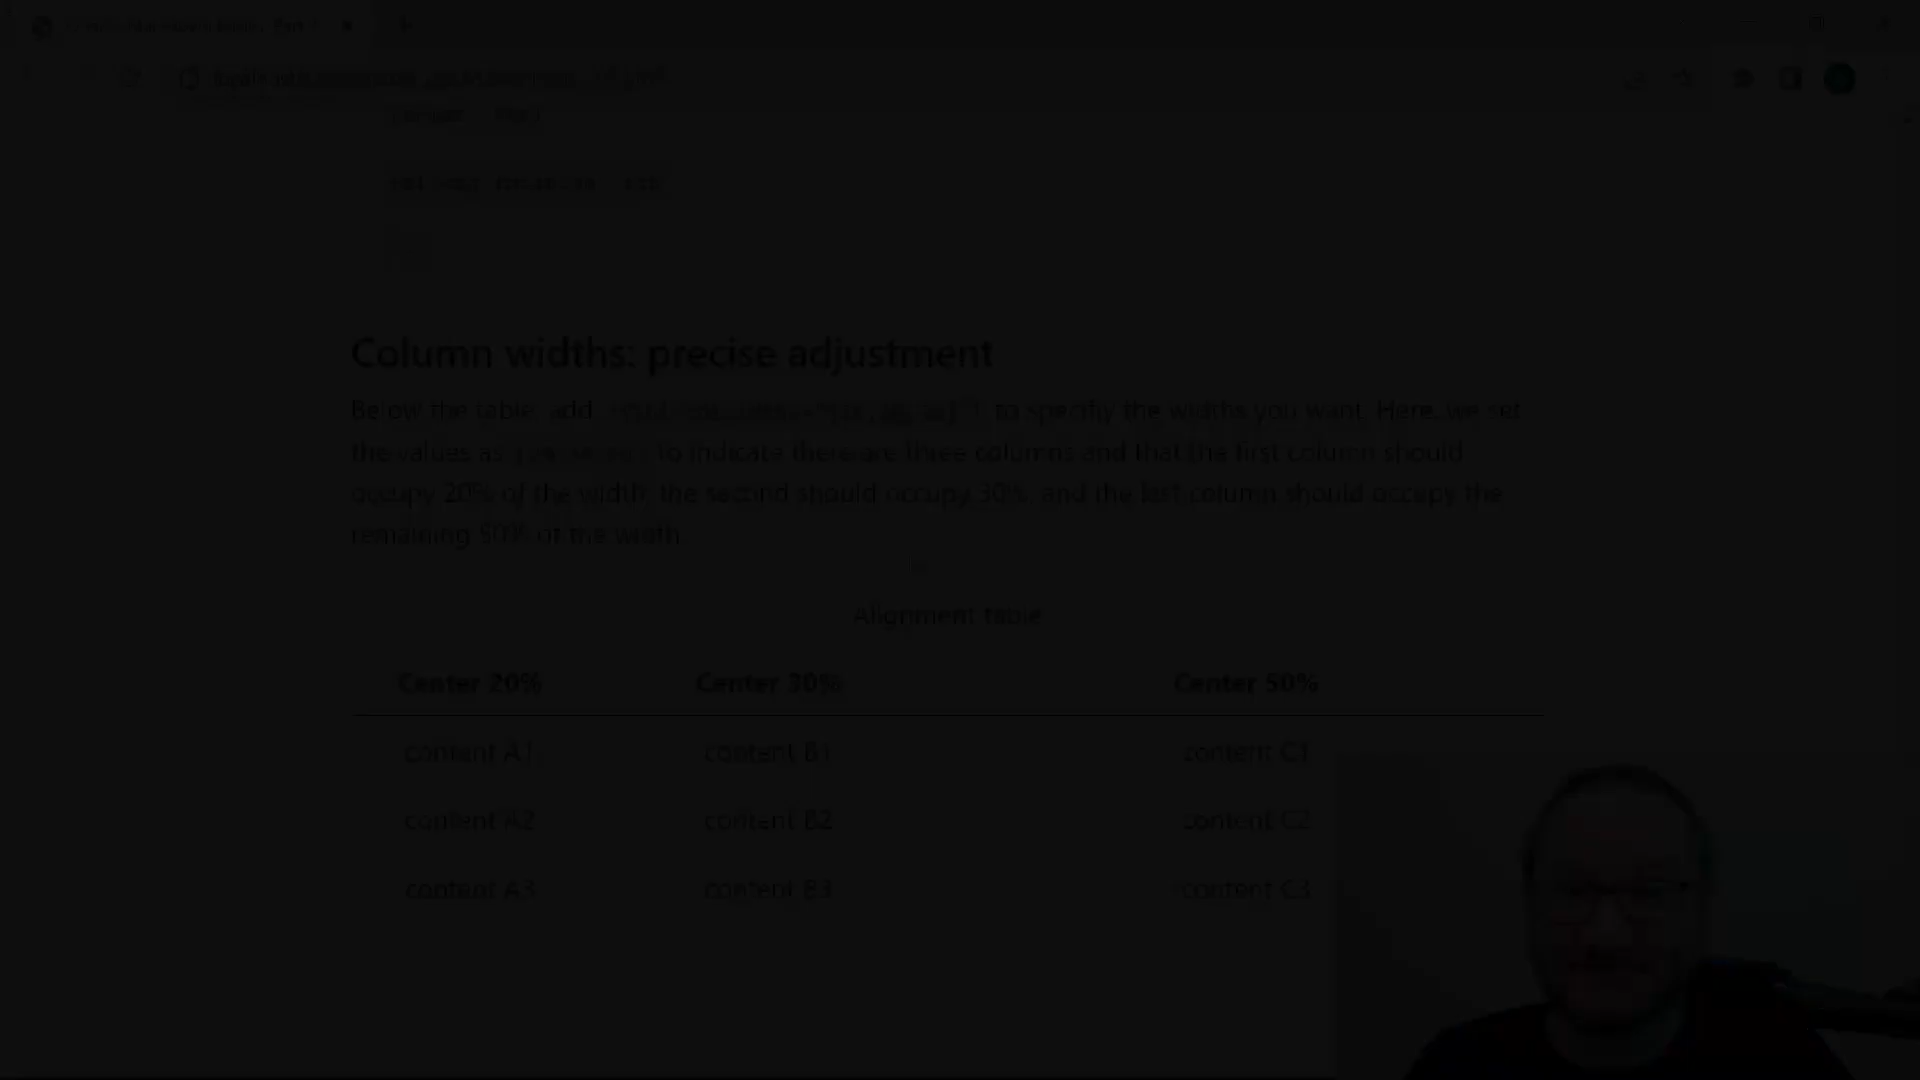 Column widths: precise adjustment
Below the table, add to specifiy the widths you want. Here, we set
the values as to indicate there are three columns and that the first column should
occupy 20% of the width, the second should occupy 30%, and the last column should occupy the
remaining 50% of the width.
Alignment table
Center 20% Center 30% Center 50%
content A1 content B1 content C1
content A2 content B2 content C2
content A3 content B3 content C3